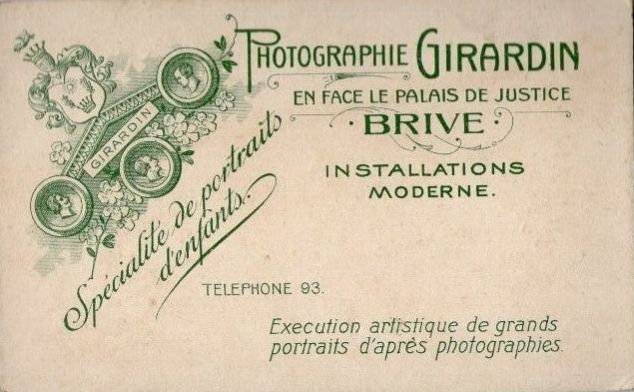 PHOTOGRAPHIE GIRARDIN
EN FACE LE PALAIS DE JUSTICE
· BRIVE ·
INSTALLATIONS
MODERNE.
GIRARDIN
Spécialité de portraits
d'enfants.
TELEPHONE 93.
Execution artistique de grands
portraits d'après photographies.